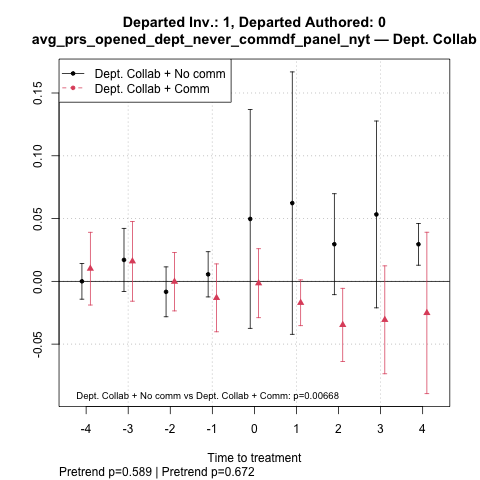 Departed Inv.: 1, Departed Authored: 0
avg_prs_opened_dept_never_commdf_panel_nyt — Dept. Collab
Dept. Collab + No comm
Dept. Collab + Comm
0.15
0.10
0.05
0.00
-0.05
Dept. Collab + No comm vs Dept. Collab + Comm: p=0.00668
-4 -3 -2 -1 0 1 2 3 4
Time to treatment
Pretrend p=0.589 | Pretrend p=0.672